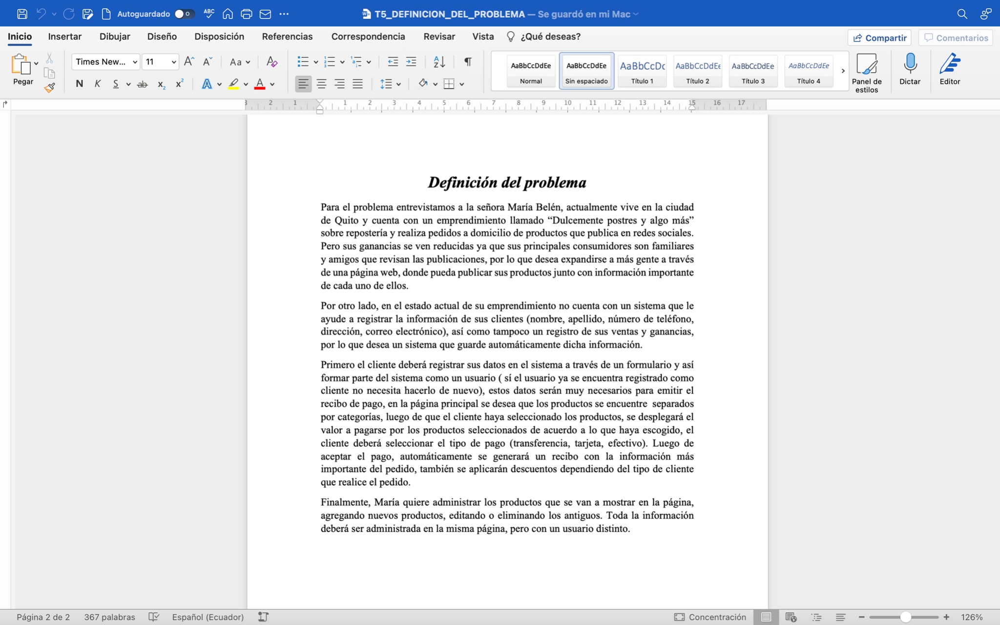 Autoguardado
ABC
T5_DEFINICION_DEL_PROBLEMA — Se guardó en mi Mac
Inicio Insertar Dibujar Diseño Disposición Referencias Correspondencia Revisar Vista ¿Qué deseas? Compartir Comentarios
Pegar
Times New... 11
Aa
N K S ab x₂ x² A A
AaBbCcDdEe AaBbCcDdEe AaBbCcDc AaBbCcDdEe AaBbCcDdEe AaBbCcDdEe
Normal Sin espaciado Título 1 Título 2 Título 3 Título 4
Panel de estilos
Dictar
Editor
3 2 1 1 2 3 4 5 6 7 8 9 10 11 12 13 14 15 16 17
Definición del problema
Para el problema entrevistamos a la señora María Belén, actualmente vive en la ciudad
de Quito y cuenta con un emprendimiento llamado “Dulcemente postres y algo más”
sobre repostería y realiza pedidos a domicilio de productos que publica en redes sociales.
Pero sus ganancias se ven reducidas ya que sus principales consumidores son familiares
y amigos que revisan las publicaciones, por lo que desea expandirse a más gente a través
de una página web, donde pueda publicar sus productos junto con información importante
de cada uno de ellos.
Por otro lado, en el estado actual de su emprendimiento no cuenta con un sistema que le
ayude a registrar la información de sus clientes (nombre, apellido, número de teléfono,
dirección, correo electrónico), así como tampoco un registro de sus ventas y ganancias,
por lo que desea un sistema que guarde automáticamente dicha información.
Primero el cliente deberá registrar sus datos en el sistema a través de un formulario y así
formar parte del sistema como un usuario ( sí el usuario ya se encuentra registrado como
cliente no necesita hacerlo de nuevo), estos datos serán muy necesarios para emitir el
recibo de pago, en la página principal se desea que los productos se encuentre  separados
por categorías, luego de que el cliente haya seleccionado los productos, se desplegará el
valor a pagarse por los productos seleccionados de acuerdo a lo que haya escogido, el
cliente deberá seleccionar el tipo de pago (transferencia, tarjeta, efectivo). Luego de
aceptar el pago, automáticamente se generará un recibo con la información más
importante del pedido, también se aplicarán descuentos dependiendo del tipo de cliente
que realice el pedido.
Finalmente, María quiere administrar los productos que se van a mostrar en la página,
agregando nuevos productos, editando o eliminando los antiguos. Toda la información
deberá ser administrada en la misma página, pero con un usuario distinto.
Página 2 de 2 367 palabras Español (Ecuador) Concentración 126%